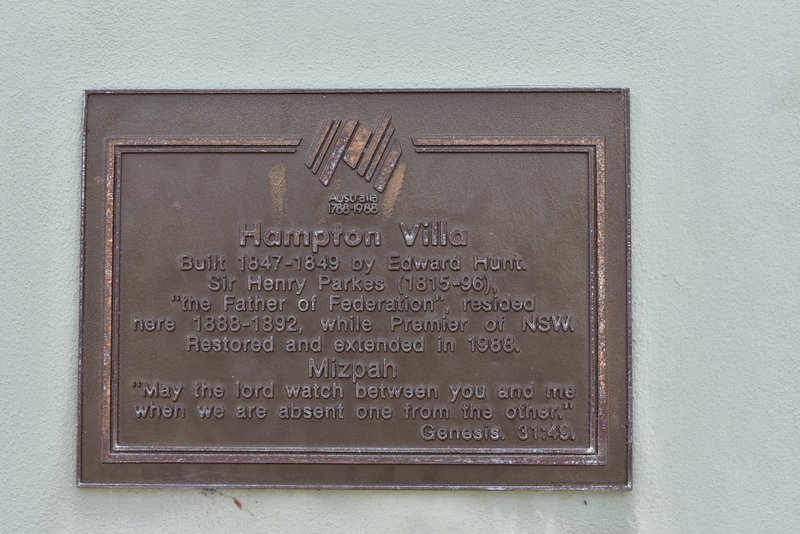 Australia
1788-1988
Hampton Villa
Built 1847-1849 by Edward Hunt.
Sir Henry Parkes (1815-96),
"the Father of Federation", resided
here 1888-1892, while Premier of NSW.
Restored and extended in 1988.
Mizpah
"May the lord watch between you and me
when we are absent one from the other."
Genesis. 31:49.